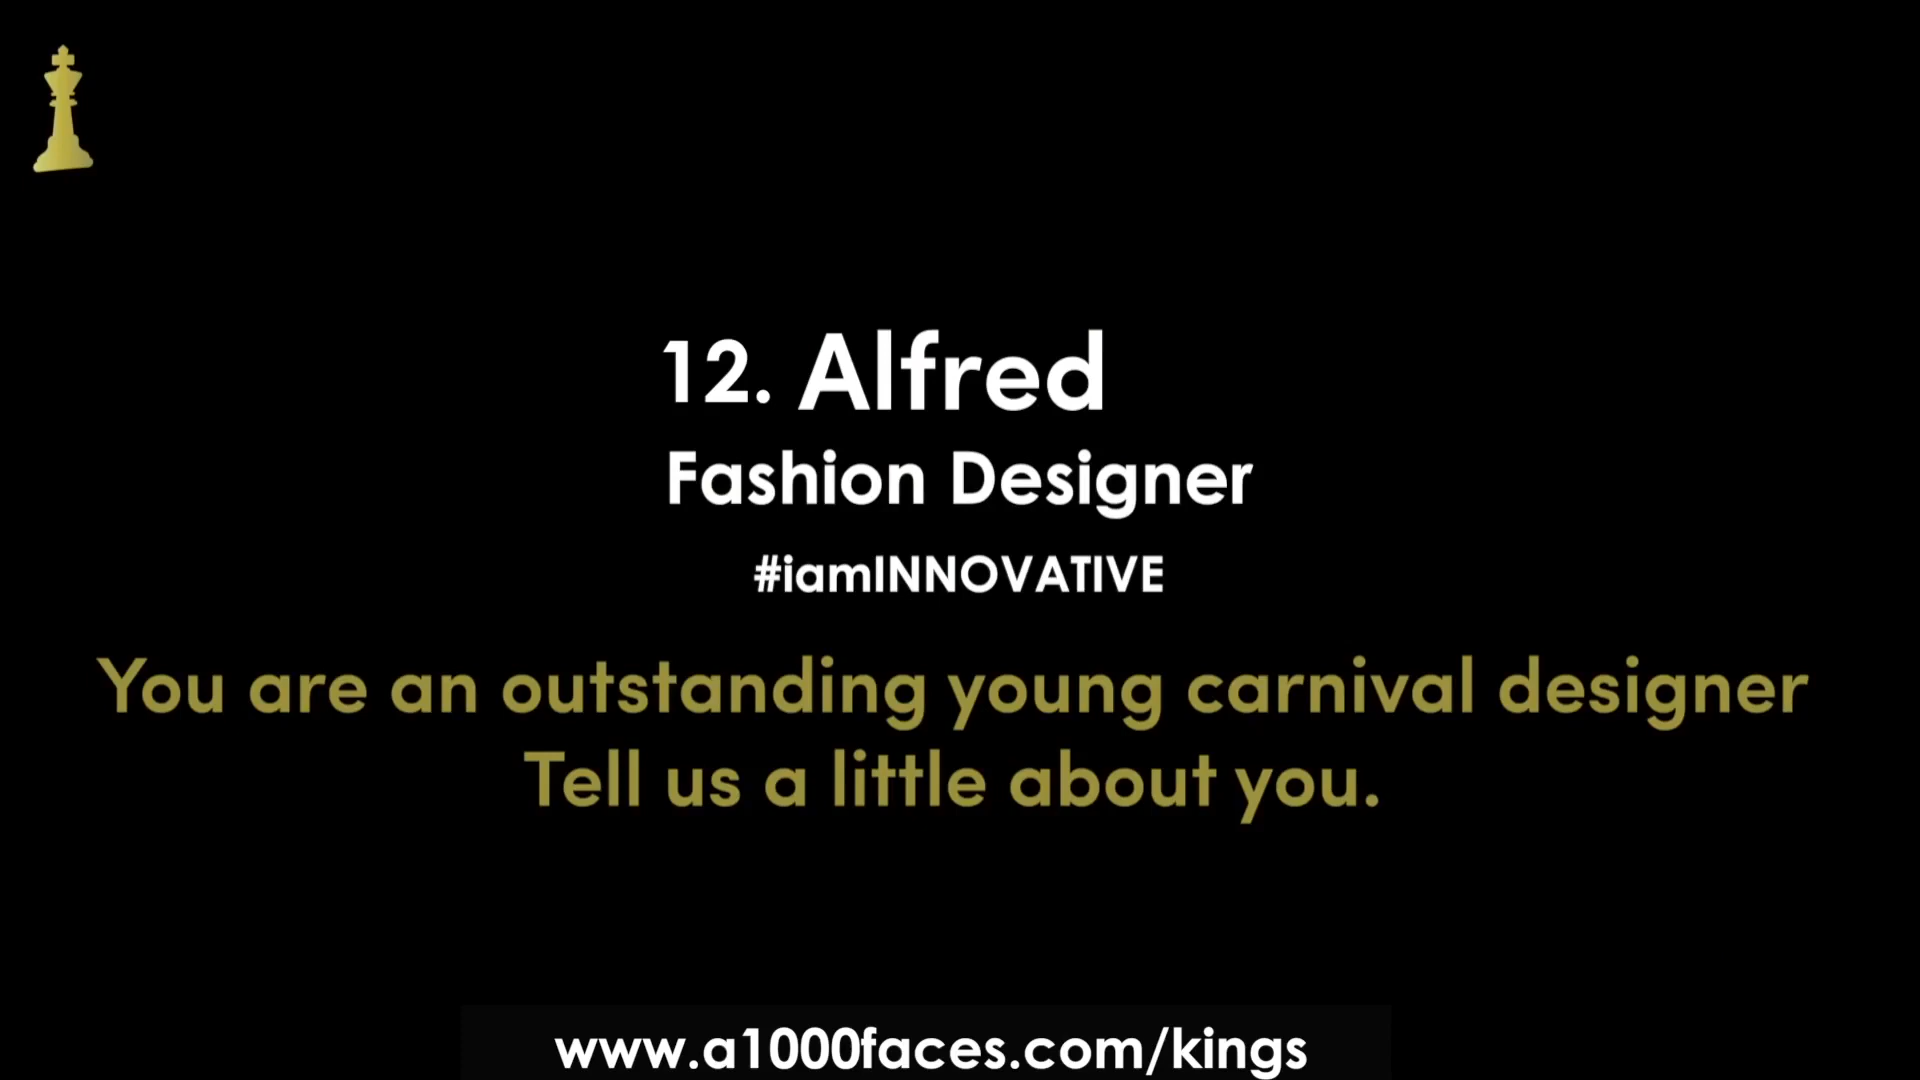 12. Alfred
Fashion Designer
#iamINNOVATIVE
You are an outstanding young carnival designer
Tell us a little about you.
www.a1000faces.com/kings